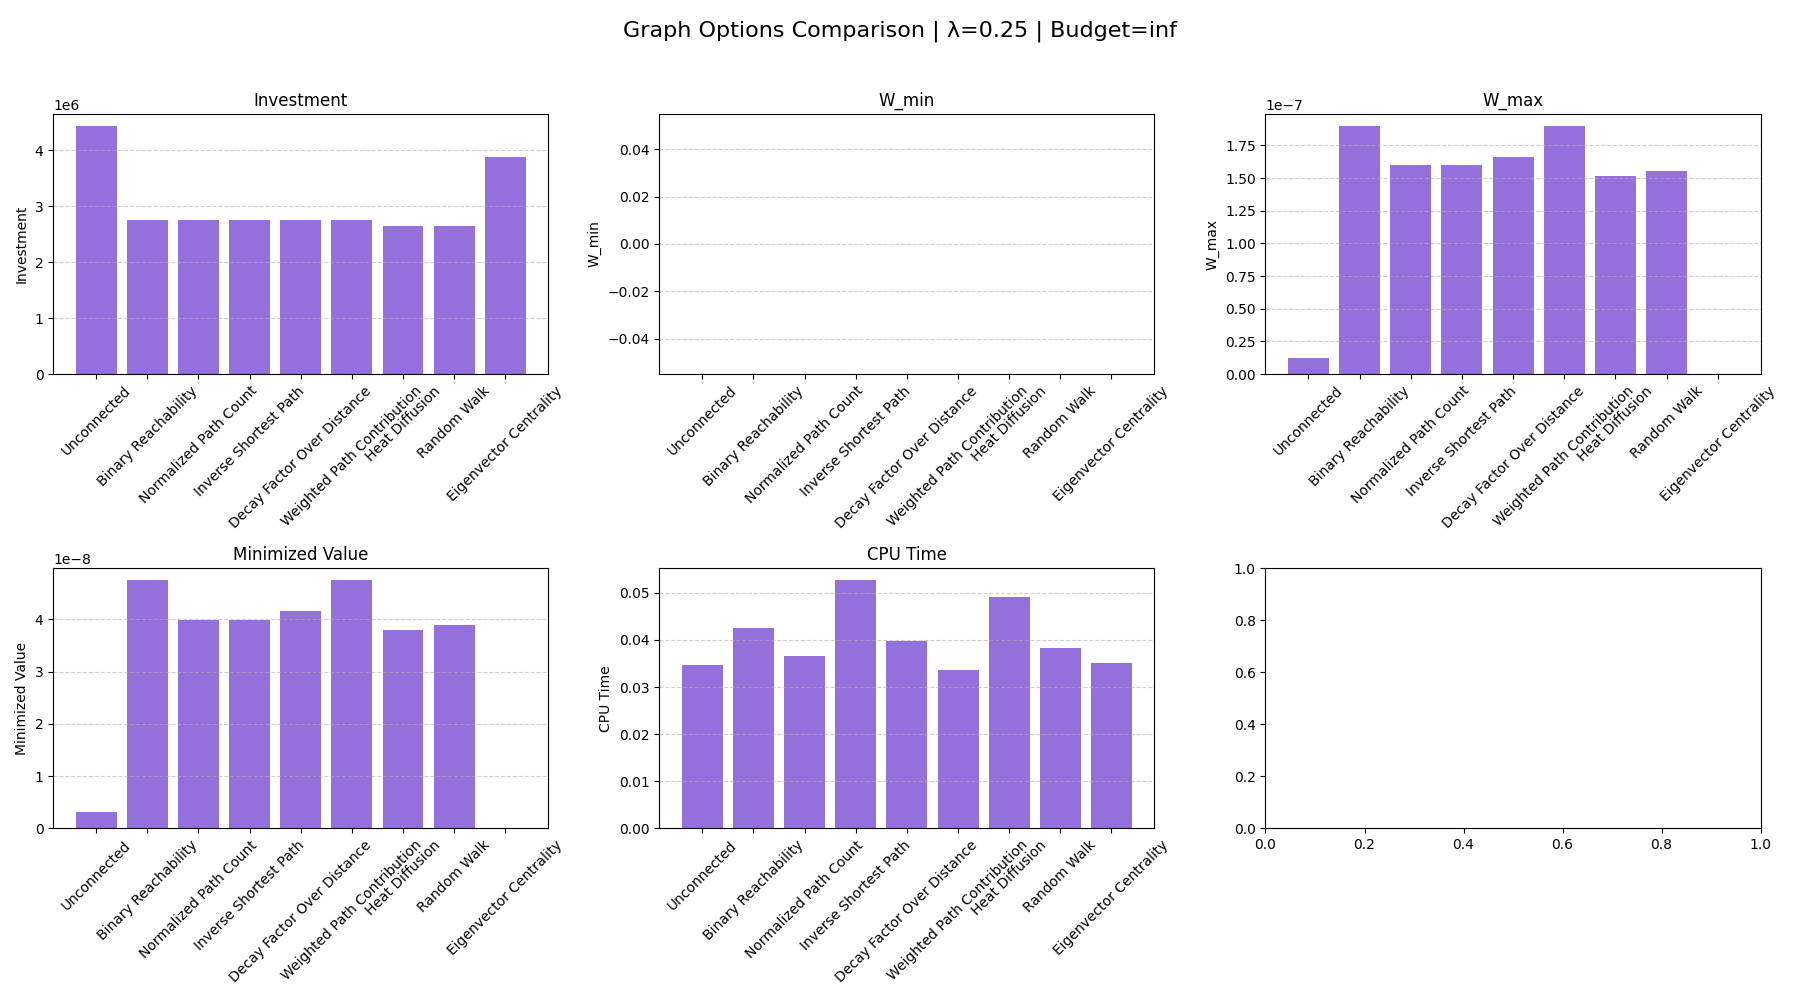 Graph Options Comparison | λ=0.25 | Budget=inf
Investment
1e6
4
3
2
1
0
Investment
Unconnected
Binary Reachability
Normalized Path Count
Inverse Shortest Path
Decay Factor Over Distance
Weighted Path Contribution
Heat Diffusion
Random Walk
Eigenvector Centrality
W_min
0.04
0.02
0.00
−0.02
−0.04
W_min
Unconnected
Binary Reachability
Normalized Path Count
Inverse Shortest Path
Decay Factor Over Distance
Weighted Path Contribution
Heat Diffusion
Random Walk
Eigenvector Centrality
W_max
1e−7
1.75
1.50
1.25
1.00
0.75
0.50
0.25
0.00
W_max
Unconnected
Binary Reachability
Normalized Path Count
Inverse Shortest Path
Decay Factor Over Distance
Weighted Path Contribution
Heat Diffusion
Random Walk
Eigenvector Centrality
Minimized Value
1e−8
4
3
2
1
0
Minimized Value
Unconnected
Binary Reachability
Normalized Path Count
Inverse Shortest Path
Decay Factor Over Distance
Weighted Path Contribution
Heat Diffusion
Random Walk
Eigenvector Centrality
CPU Time
0.05
0.04
0.03
0.02
0.01
0.00
CPU Time
Unconnected
Binary Reachability
Normalized Path Count
Inverse Shortest Path
Decay Factor Over Distance
Weighted Path Contribution
Heat Diffusion
Random Walk
Eigenvector Centrality
1.0
0.8
0.6
0.4
0.2
0.0
0.0 0.2 0.4 0.6 0.8 1.0